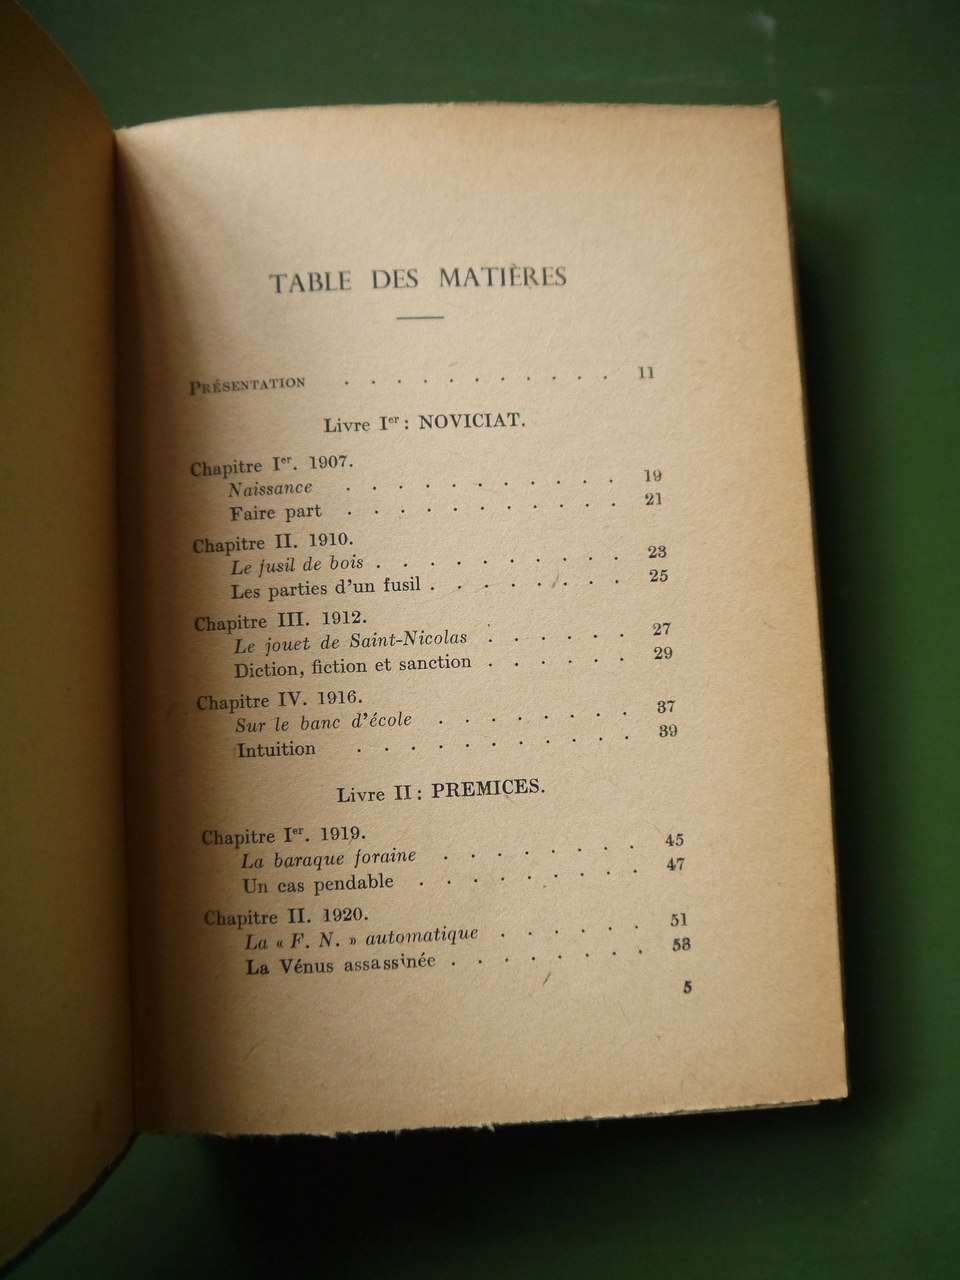 TABLE DES MATIÈRES
PRÉSENTATION . . . . . . . . . . . 11
Livre Ier : NOVICIAT.
Chapitre Ier. 1907.
Naissance . . . . . . . . . . . 19
Faire part . . . . . . . . . . . 21
Chapitre II. 1910.
Le fusil de bois . . . . . . . . . . 23
Les parties d'un fusil . . . . . . . . 25
Chapitre III. 1912.
Le jouet de Saint-Nicolas . . . . . . 27
Diction, fiction et sanction . . . . . . 29
Chapitre IV. 1916.
Sur le banc d'école . . . . . . . . 37
Intuition . . . . . . . . . . . 39
Livre II : PREMICES.
Chapitre Ier. 1919.
La baraque foraine . . . . . . . . 45
Un cas pendable . . . . . . . . . 47
Chapitre II. 1920.
La « F. N. » automatique . . . . . . 51
La Vénus assassinée . . . . . . . . 53
5